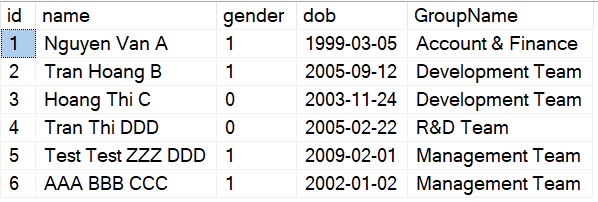 id name gender dob GroupName
1 Nguyen Van A 1 1999-03-05 Account & Finance
2 Tran Hoang B 1 2005-09-12 Development Team
3 Hoang Thi C 0 2003-11-24 Development Team
4 Tran Thi DDD 0 2005-02-22 R&D Team
5 Test Test ZZZ DDD 1 2009-02-01 Management Team
6 AAA BBB CCC 1 2002-01-02 Management Team